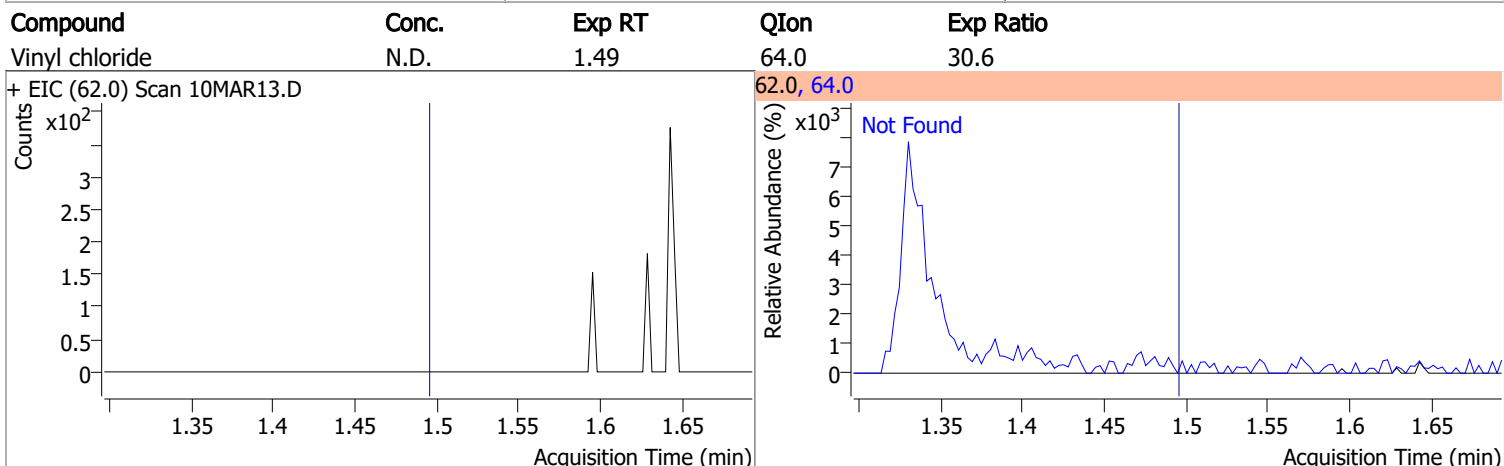 Compound Conc. Exp RT QIon Exp Ratio
Vinyl chloride N.D. 1.49 64.0 30.6
+ EIC (62.0) Scan 10MAR13.D
Counts
x10²
3
2.5
2
1.5
1
0.5
0
1.35 1.4 1.45 1.5 1.55 1.6 1.65
Acquisition Time (min)
62.0, 64.0
Relative Abundance (%)
x10³
Not Found
7
6
5
4
3
2
1
0
1.35 1.4 1.45 1.5 1.55 1.6 1.65
Acquisition Time (min)